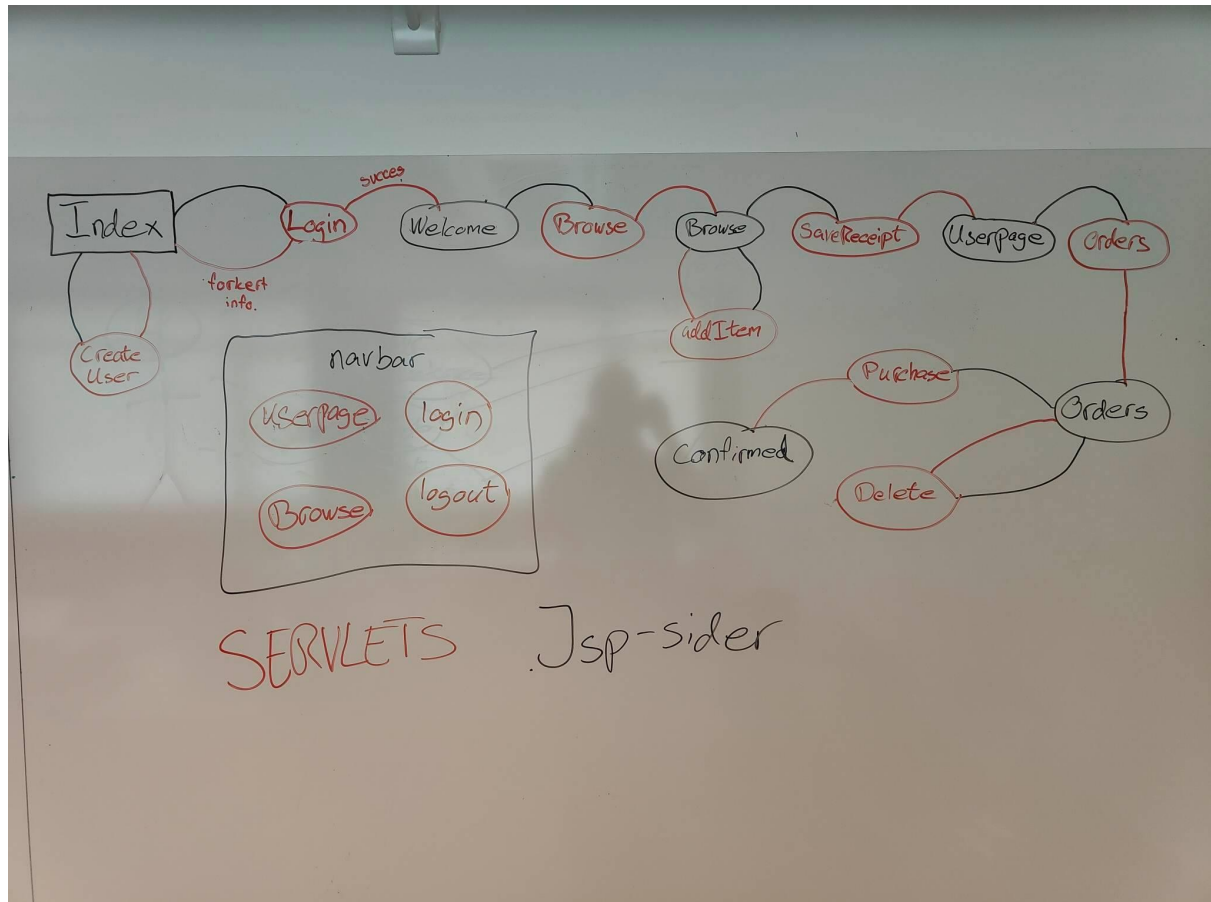 succes
Index
Login
Welcome
Browse
Browse
SaveReceipt
Userpage
Orders
forkert
info.
addItem
Create
User
navbar
Userpage
login
Browse
logout
Purchase
Orders
Confirmed
Delete
SERVLETS
Jsp-sider